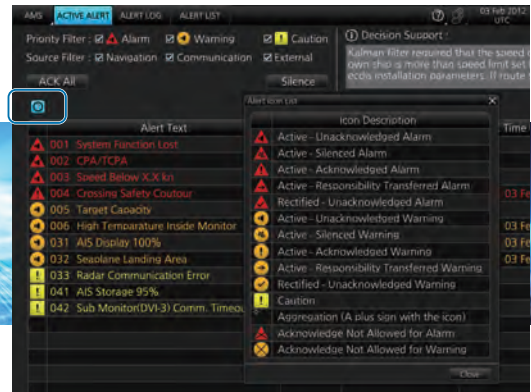 AMS ACTIVE ALERT ALERT LOG ALERT LIST 03 Feb 2012
UTC
Priority Filter : Alarm Warning Caution
Source Filter : Navigation Communication External
ACK All Silence
Decision Support :
Kalman filter required that the speed
own ship is more than speed limit set
ecdis installation parameters. If route
Alert Icon List
Alert Text
001 System Function Lost
002 CPA/TCPA
003 Speed Below X.X kn
004 Crossing Safety Coutour
005 Target Capacity
006 High Temparature Inside Monitor
031 AIS Display 100%
032 Seaplane Landing Area
033 Radar Communication Error
041 AIS Storage 95%
042 Sub Monitor(DVI-3) Comm. Timeou
Icon Description
Active - Unacknowledged Alarm
Active - Silenced Alarm
Active - Acknowledged Alarm
Active - Responsibility Transferred Alarm
Rectified - Unacknowledged Alarm
Active - Unacknowledged Warning
Active - Silenced Warning
Active - Acknowledged Warning
Active - Responsibility Transferred Warning
Rectified - Unacknowledged Warning
Caution
Aggregation (A plus sign with the icon)
Acknowledge Not Allowed for Alarm
Acknowledge Not Allowed for Warning
Close
Time
03 Fe
03 Fe
03 Fe
03 Fe